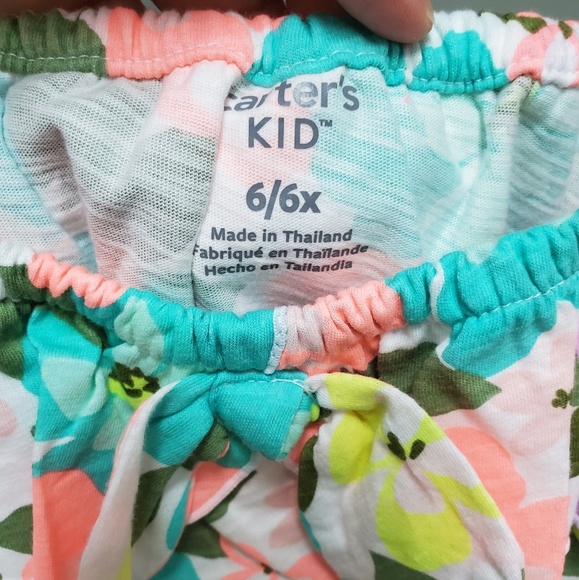 carter's
KID™
6/6x
Made in Thailand
Fabriqué en Thaïlande
Hecho en Tailandia